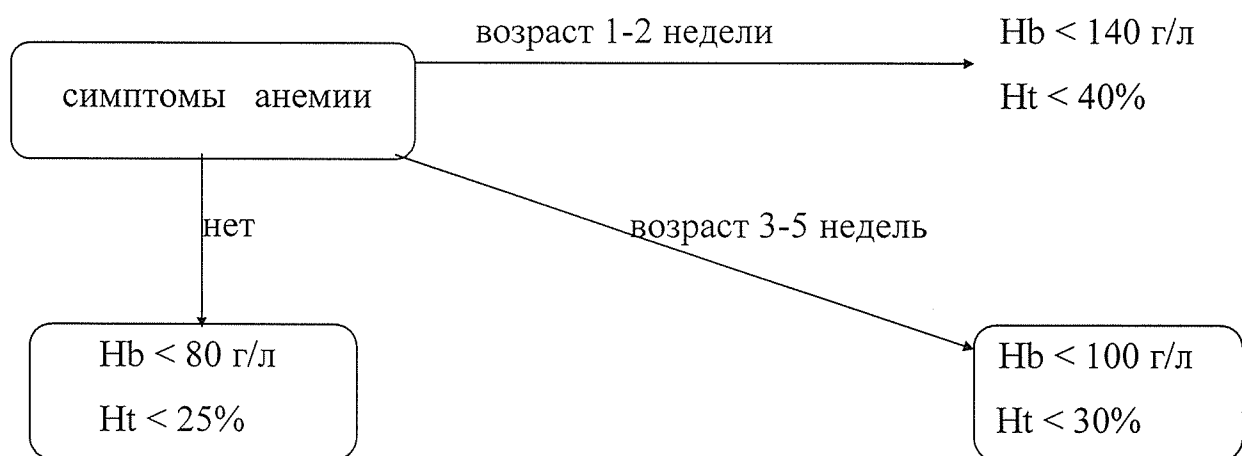 возраст 1-2 недели
Hb < 140 г/л
Ht < 40%
симптомы анемии
нет
возраст 3-5 недель
Hb < 80 г/л
Ht < 25%
Hb < 100 г/л
Ht < 30%